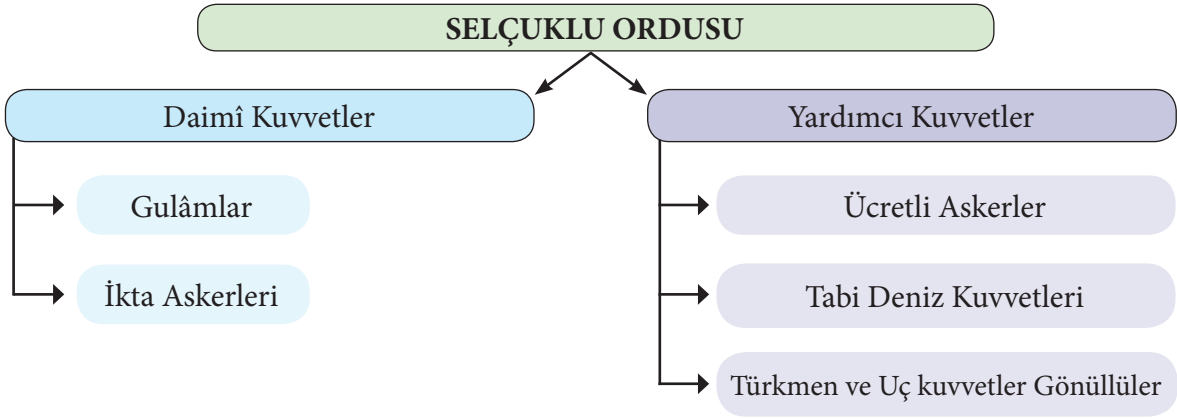 SELÇUKLU ORDUSU
Daimî Kuvvetler
Gulâmlar
İkta Askerleri
Yardımcı Kuvvetler
Ücretli Askerler
Tabi Deniz Kuvvetleri
Türkmen ve Uç kuvvetler Gönüllüler